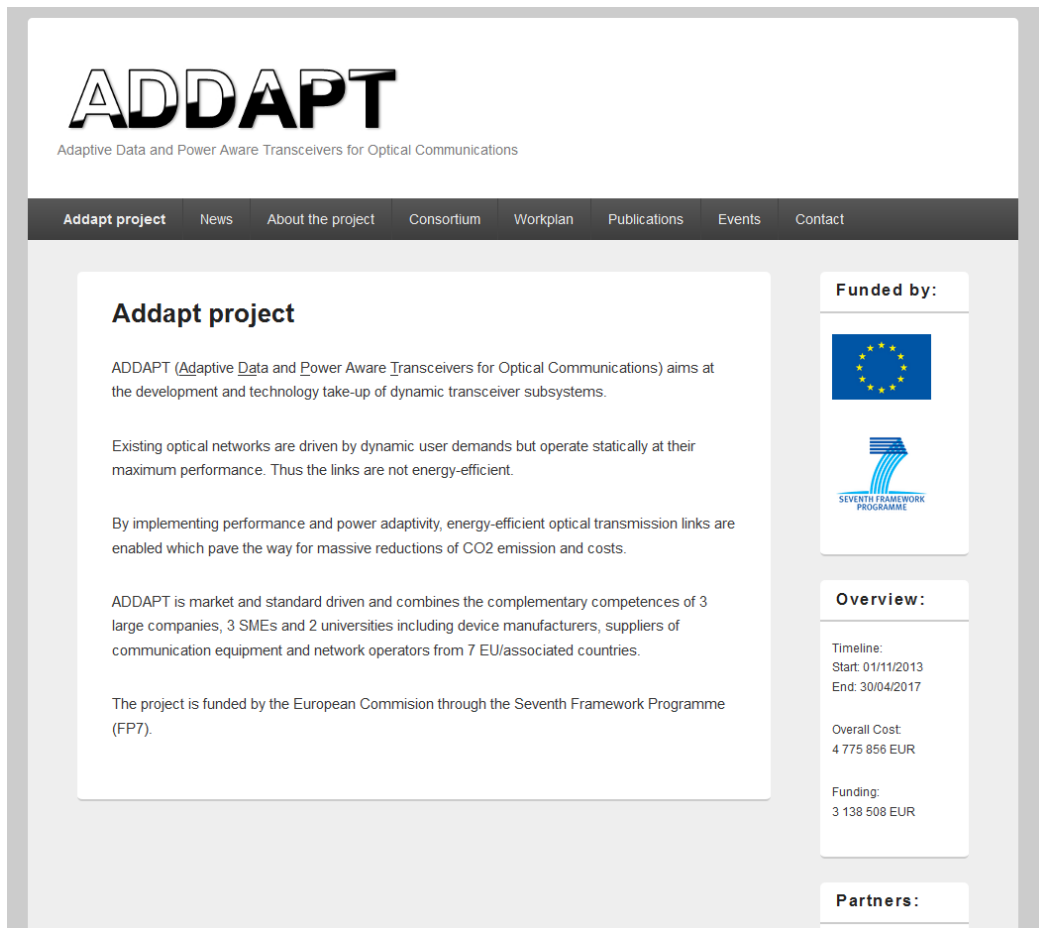 ADDAPT
Adaptive Data and Power Aware Transceivers for Optical Communications
Addapt project News About the project Consortium Workplan Publications Events Contact
Addapt project
ADDAPT (Adaptive Data and Power Aware Transceivers for Optical Communications) aims at
the development and technology take-up of dynamic transceiver subsystems.
Existing optical networks are driven by dynamic user demands but operate statically at their
maximum performance. Thus the links are not energy-efficient.
By implementing performance and power adaptivity, energy-efficient optical transmission links are
enabled which pave the way for massive reductions of CO2 emission and costs.
ADDAPT is market and standard driven and combines the complementary competences of 3
large companies, 3 SMEs and 2 universities including device manufacturers, suppliers of
communication equipment and network operators from 7 EU/associated countries.
The project is funded by the European Commision through the Seventh Framework Programme
(FP7).
Funded by:
7
SEVENTH FRAMEWORK
PROGRAMME
Overview:
Timeline:
Start: 01/11/2013
End: 30/04/2017
Overall Cost:
4 775 856 EUR
Funding:
3 138 508 EUR
Partners: